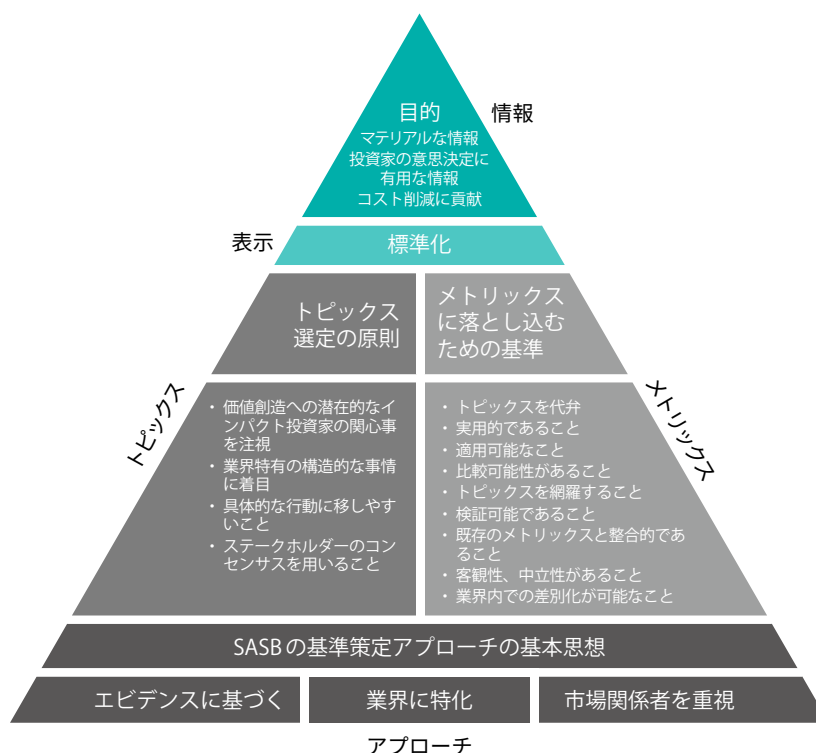 目的
情報
マテリアルな情報
投資家の意思決定に
有用な情報
コスト削減に貢献
表示
標準化
トピックス
選定の原則
メトリックス
に落とし込む
ための基準
トピックス
・ 価値創造への潜在的なイ
ンパクト投資家の関心事
を注視
・ 業界特有の構造的な事情
に着目
・ 具体的な行動に移しやす
いこと
・ ステークホルダーのコン
センサスを用いること
・ トピックスを代弁
・ 実用的であること
・ 適用可能なこと
・ 比較可能性があること
・ トピックスを網羅すること
・ 検証可能であること
・ 既存のメトリックスと整合的であ
ること
・ 客観性、中立性があること
・ 業界内での差別化が可能なこと
メトリックス
SASBの基準策定アプローチの基本思想
エビデンスに基づく
業界に特化
市場関係者を重視
アプローチ